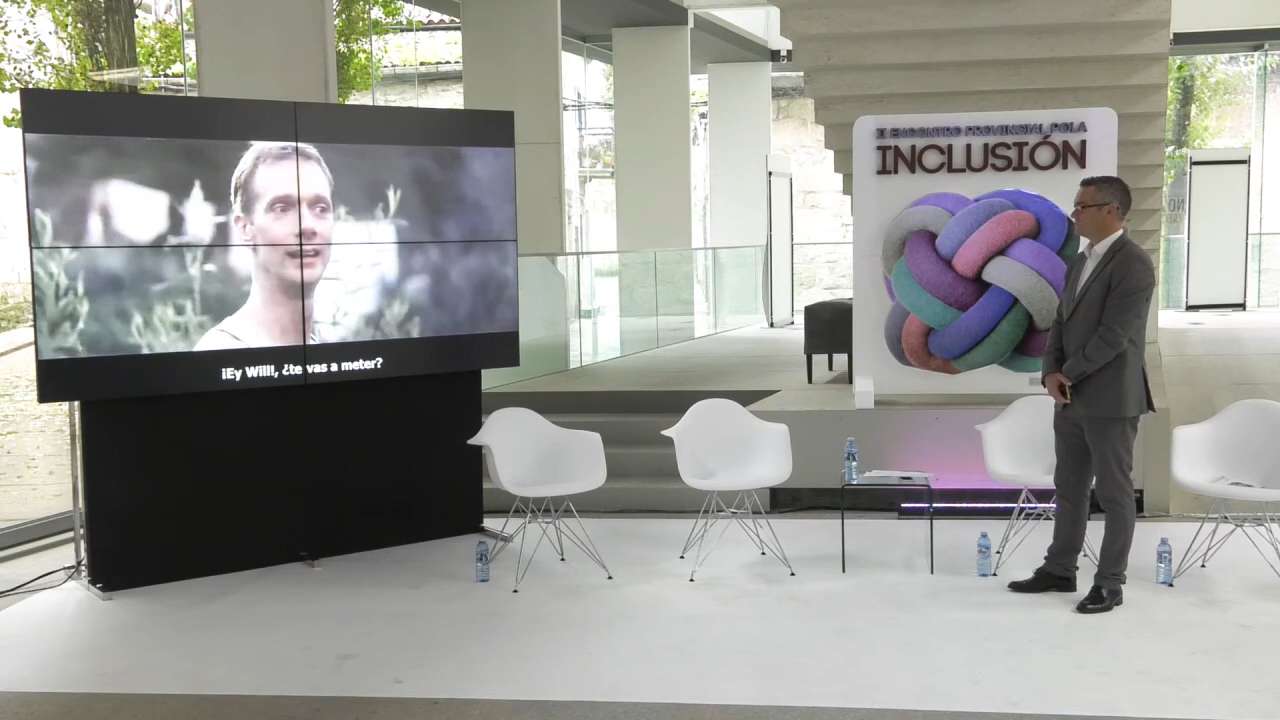 II ENCONTRO PROVINCIAL POLA
INCLUSIÓN
¡Ey Will!, ¿te vas a meter?